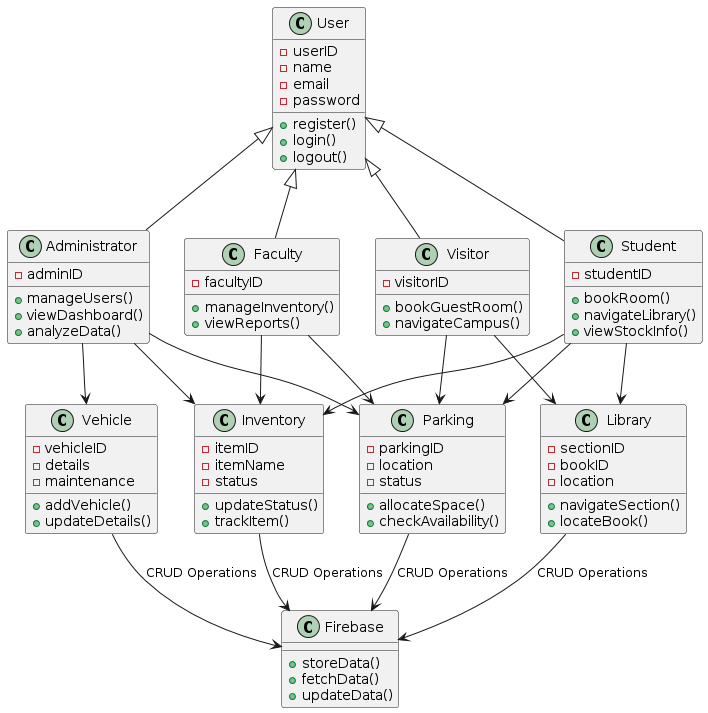 C User
userID
name
email
password
register()
login()
logout()
C Administrator
adminID
manageUsers()
viewDashboard()
analyzeData()
C Faculty
facultyID
manageInventory()
viewReports()
C Visitor
visitorID
bookGuestRoom()
navigateCampus()
C Student
studentID
bookRoom()
navigateLibrary()
viewStockInfo()
C Vehicle
vehicleID
details
maintenance
addVehicle()
updateDetails()
C Inventory
itemID
itemName
status
updateStatus()
trackItem()
C Parking
parkingID
location
status
allocateSpace()
checkAvailability()
C Library
sectionID
bookID
location
navigateSection()
locateBook()
CRUD Operations
CRUD Operations
CRUD Operations
CRUD Operations
C Firebase
storeData()
fetchData()
updateData()